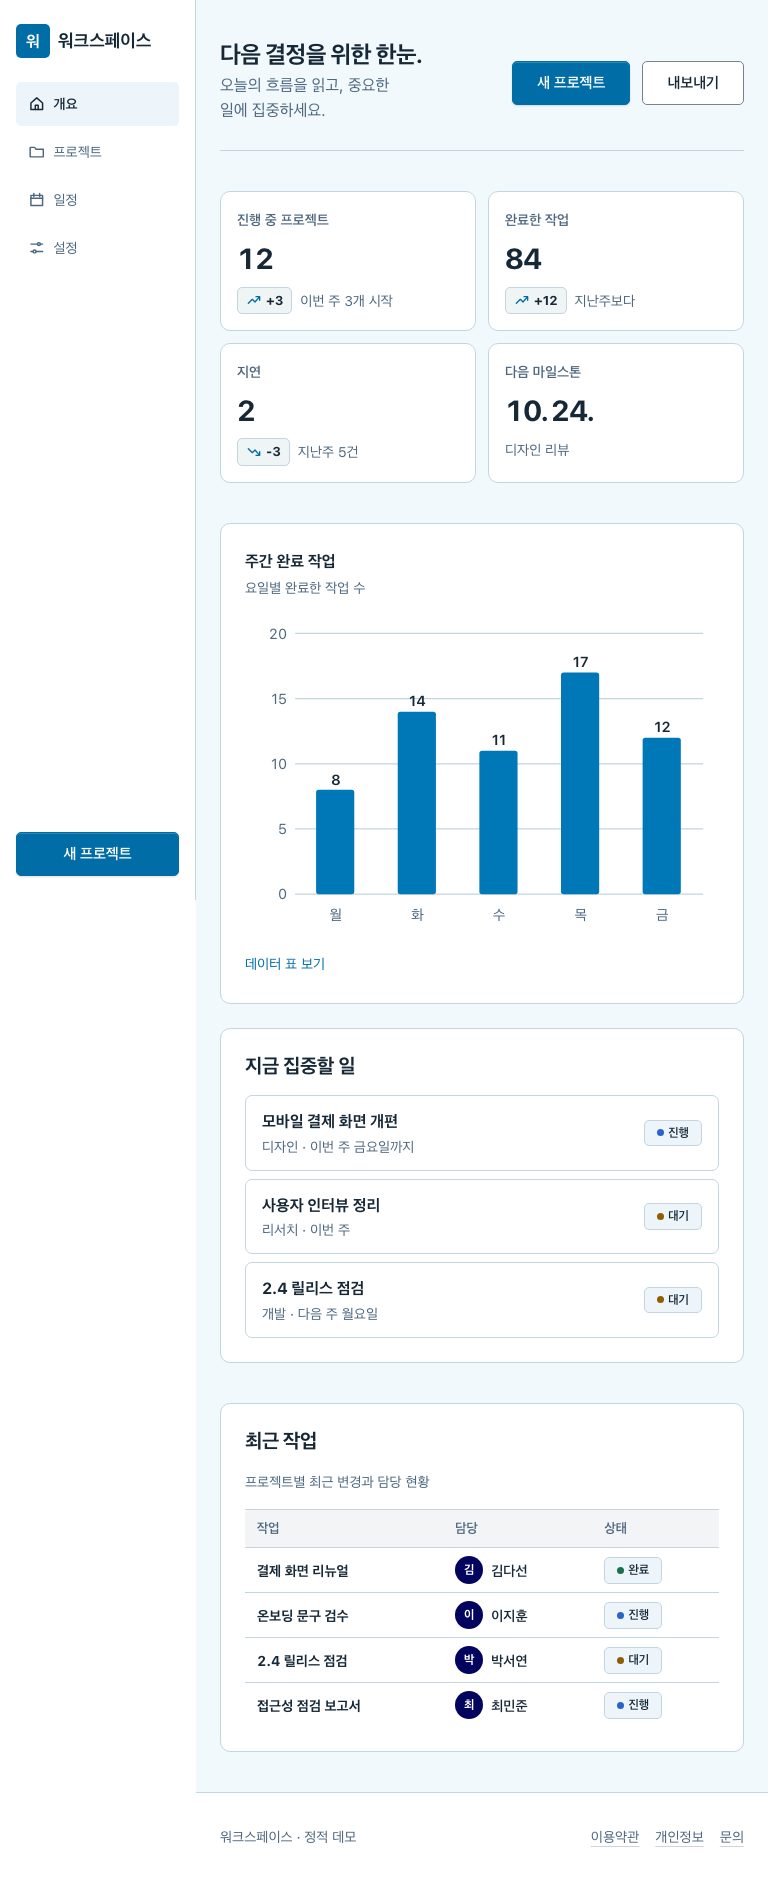 워 워크스페이스
개요
프로젝트
일정
설정
새 프로젝트
다음 결정을 위한 한눈.
오늘의 흐름을 읽고, 중요한
일에 집중하세요.
새 프로젝트
내보내기
진행 중 프로젝트
12
+3 이번 주 3개 시작
완료한 작업
84
+12 지난주보다
지연
2
-3 지난주 5건
다음 마일스톤
10.24.
디자인 리뷰
주간 완료 작업
요일별 완료한 작업 수
20
15
10
5
0
8
14
11
17
12
월 화 수 목 금
데이터 표 보기
지금 집중할 일
모바일 결제 화면 개편
디자인 · 이번 주 금요일까지
진행
사용자 인터뷰 정리
리서치 · 이번 주
대기
2.4 릴리스 점검
개발 · 다음 주 월요일
대기
최근 작업
프로젝트별 최근 변경과 담당 현황
작업 담당 상태
결제 화면 리뉴얼 김 김다선 완료
온보딩 문구 검수 이 이지훈 진행
2.4 릴리스 점검 박 박서연 대기
접근성 점검 보고서 최 최민준 진행
워크스페이스 · 정적 데모
이용약관 개인정보 문의